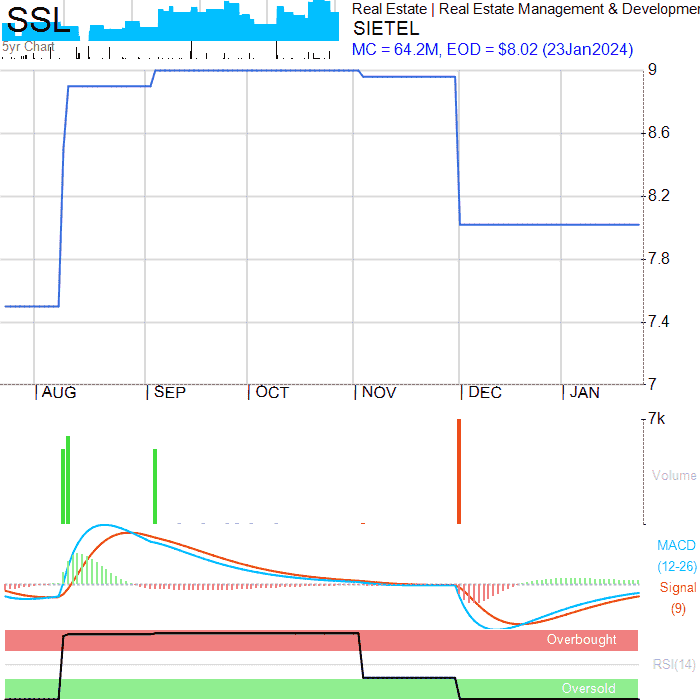 SSL
5yr Chart
Real Estate | Real Estate Management & Developmen
SIETEL
MC = 64.2M, EOD = $8.02 (23Jan2024)
9
8.6
8.2
7.8
7.4
7
AUG
SEP
OCT
NOV
DEC
JAN
7k
Volume
MACD
(12-26)
Signal
(9)
Overbought
RSI(14)
Oversold